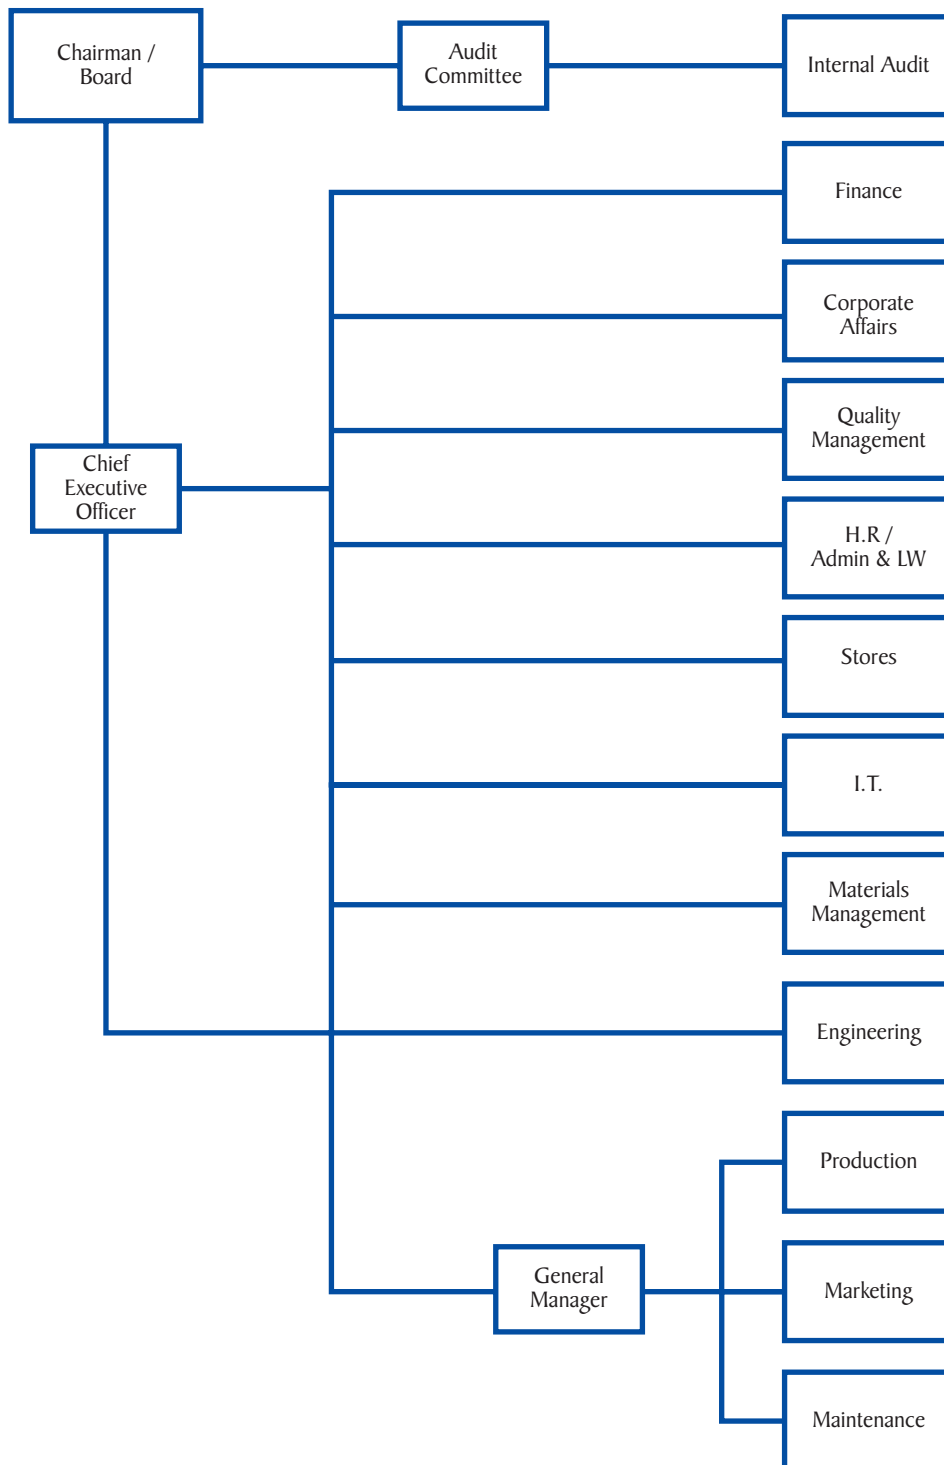 Chairman /
Board
Audit
Committee
Internal Audit
Finance
Corporate
Affairs
Quality
Management
Chief
Executive
Officer
H.R /
Admin & LW
Stores
I.T.
Materials
Management
Engineering
Production
General
Manager
Marketing
Maintenance